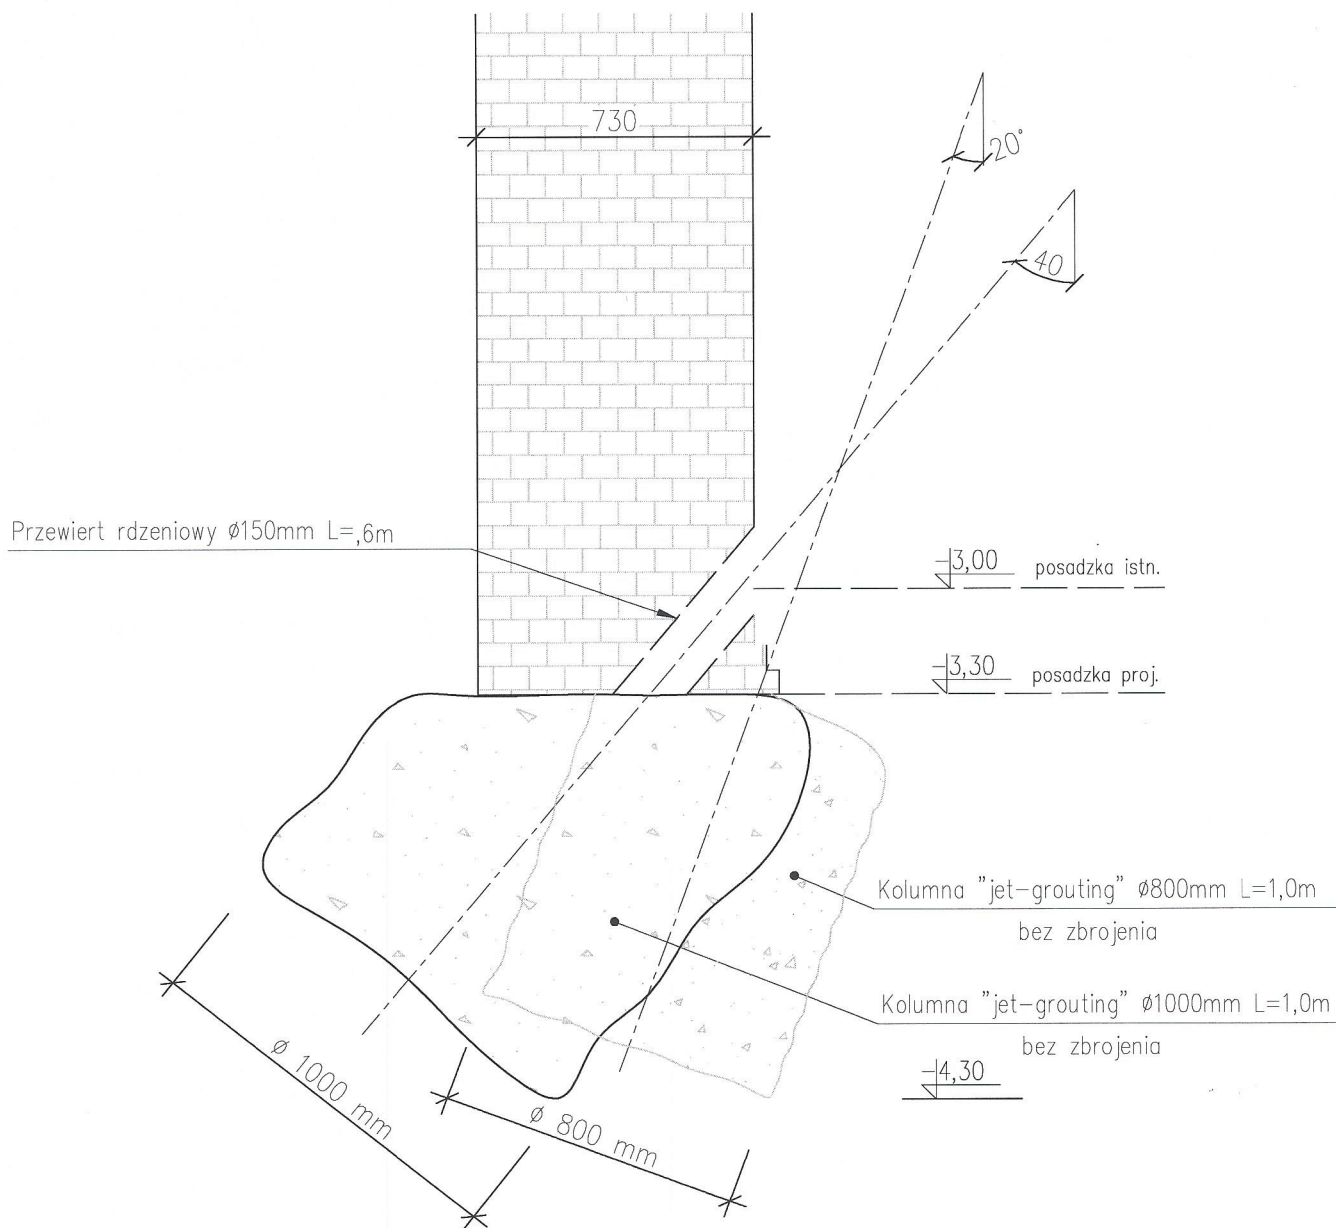 730
20°
40
Przewiert rdzeniowy ø150mm L=,6m
-3,00 posadzka istn.
-3,30 posadzka proj.
Kolumna "jet-grouting" ø800mm L=1,0m
bez zbrojenia
Kolumna "jet-grouting" ø1000mm L=1,0m
bez zbrojenia
-4,30
ø 1000 mm
ø 800 mm